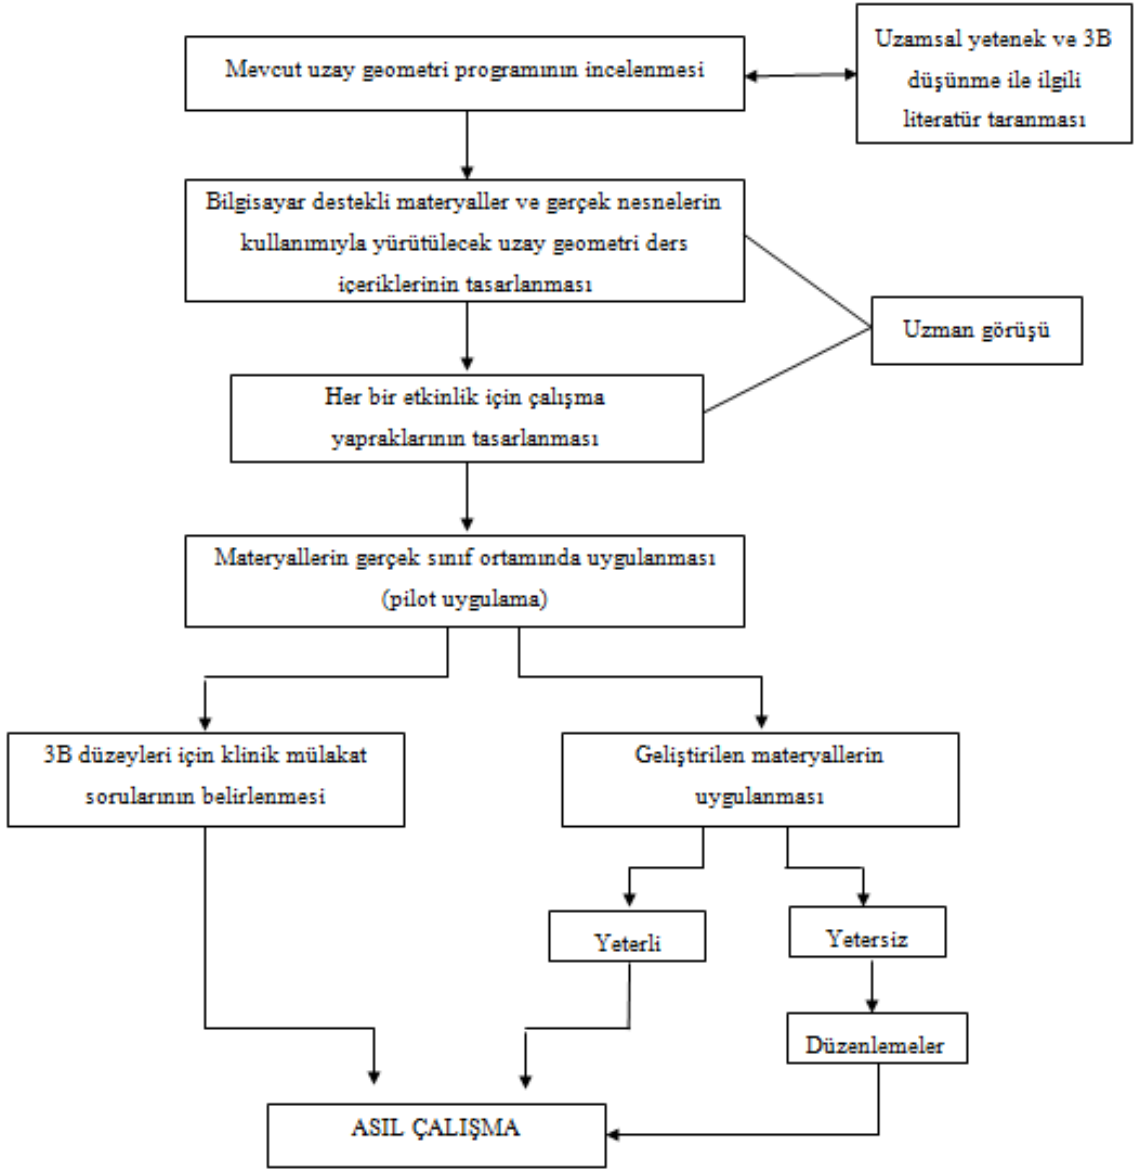 Mevcut uzay geometri programının incelenmesi
Uzamsal yetenek ve 3B
düşünme ile ilgili
literatür taranması
Bilgisayar destekli materyaller ve gerçek nesnelerin
kullanımıyla yürütülecek uzay geometri ders
içeriklerinin tasarlanması
Uzman görüşü
Her bir etkinlik için çalışma
yapraklarının tasarlanması
Materyallerin gerçek sınıf ortamında uygulanması
(pilot uygulama)
3B düzeyleri için klinik mülakat
sorularının belirlenmesi
Geliştirilen materyallerin
uygulanması
Yeterli
Yetersiz
Düzenlemeler
ASIL ÇALIŞMA